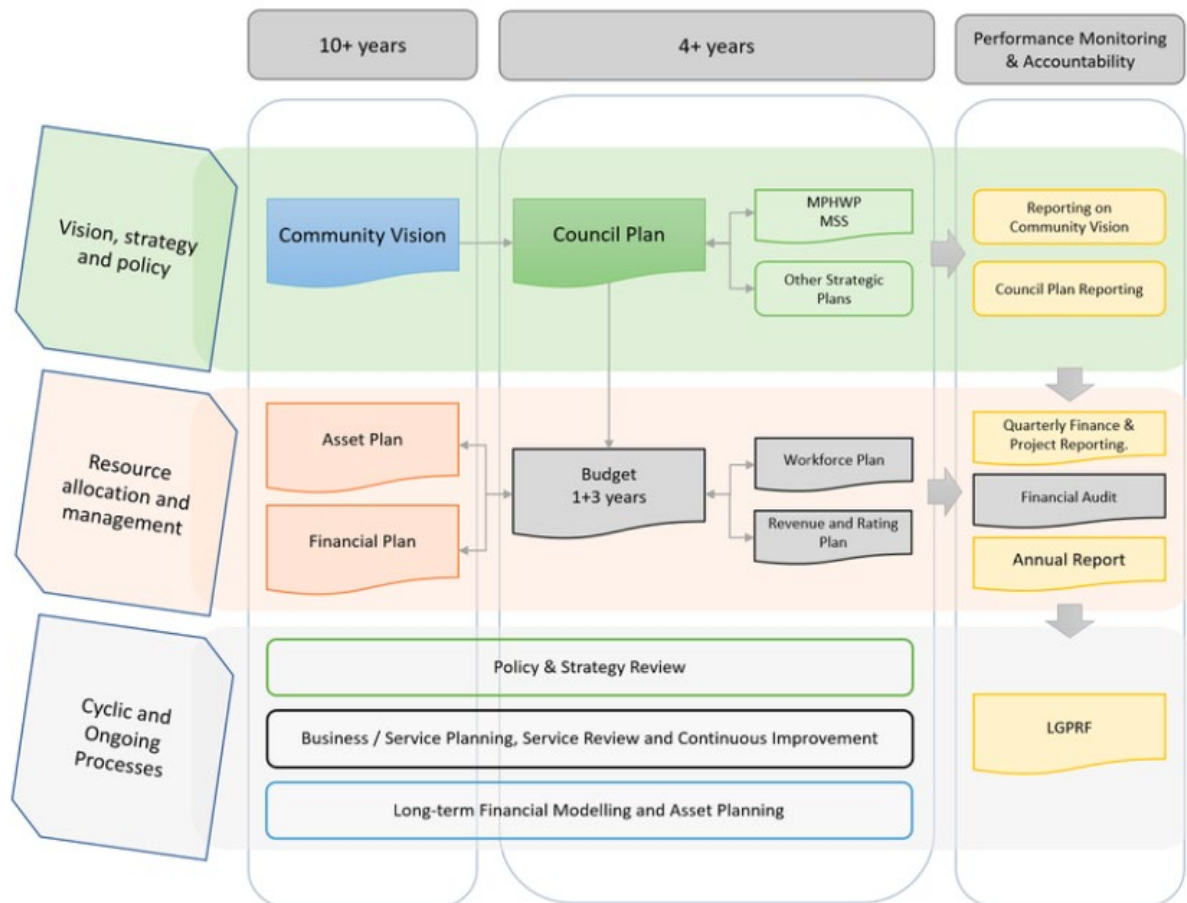 10+ years
4+ years
Performance Monitoring
& Accountability
Vision, strategy
and policy
Community Vision
Council Plan
MPHWP
MSS
Other Strategic
Plans
Reporting on
Community Vision
Council Plan Reporting
Resource
allocation and
management
Asset Plan
Financial Plan
Budget
1+3 years
Workforce Plan
Revenue and Rating
Plan
Quarterly Finance &
Project Reporting.
Financial Audit
Annual Report
Cyclic and
Ongoing
Processes
Policy & Strategy Review
Business / Service Planning, Service Review and Continuous Improvement
Long-term Financial Modelling and Asset Planning
LGPRF